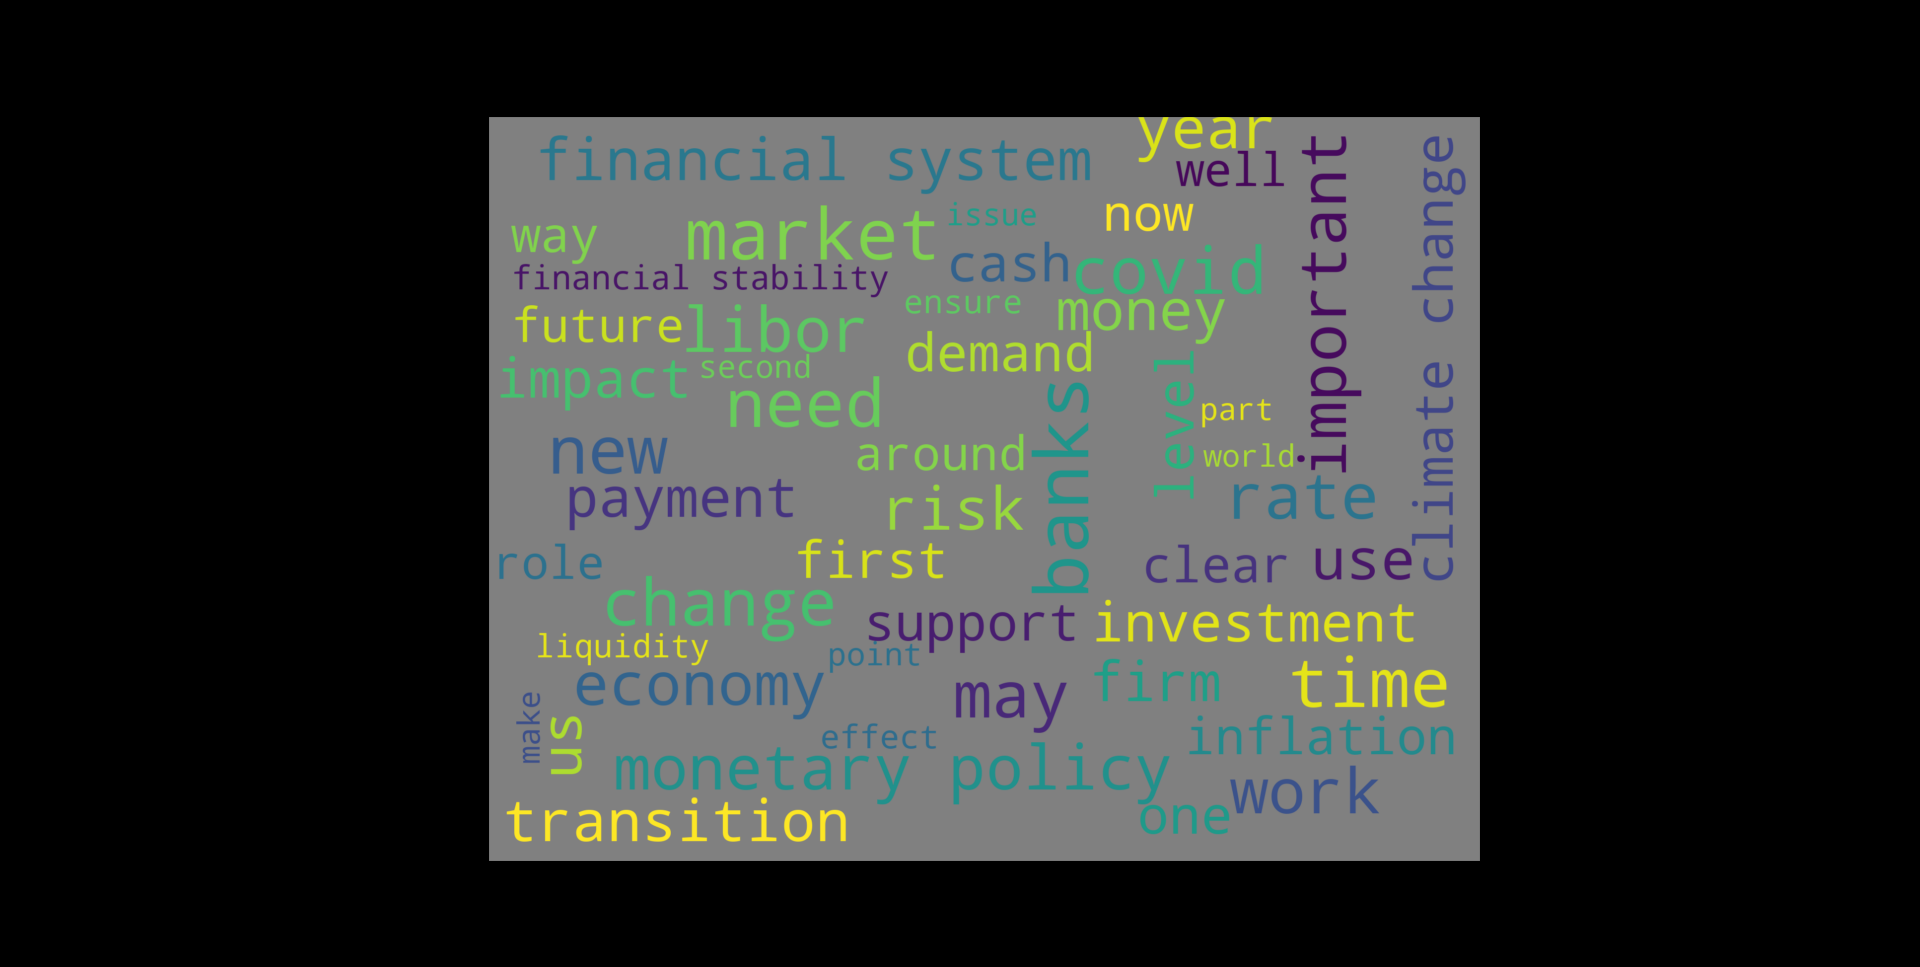 year
financial system
well
important
climate change
issue
now
way
market
cash
covid
financial stability
ensure
money
future
libor
demand
impact
second
need
level
part
banks
new
around
world
payment
risk
rate
role
first
clear
use
change
support
investment
liquidity
point
economy
may
firm
time
make
us
effect
inflation
monetary policy
work
transition
one